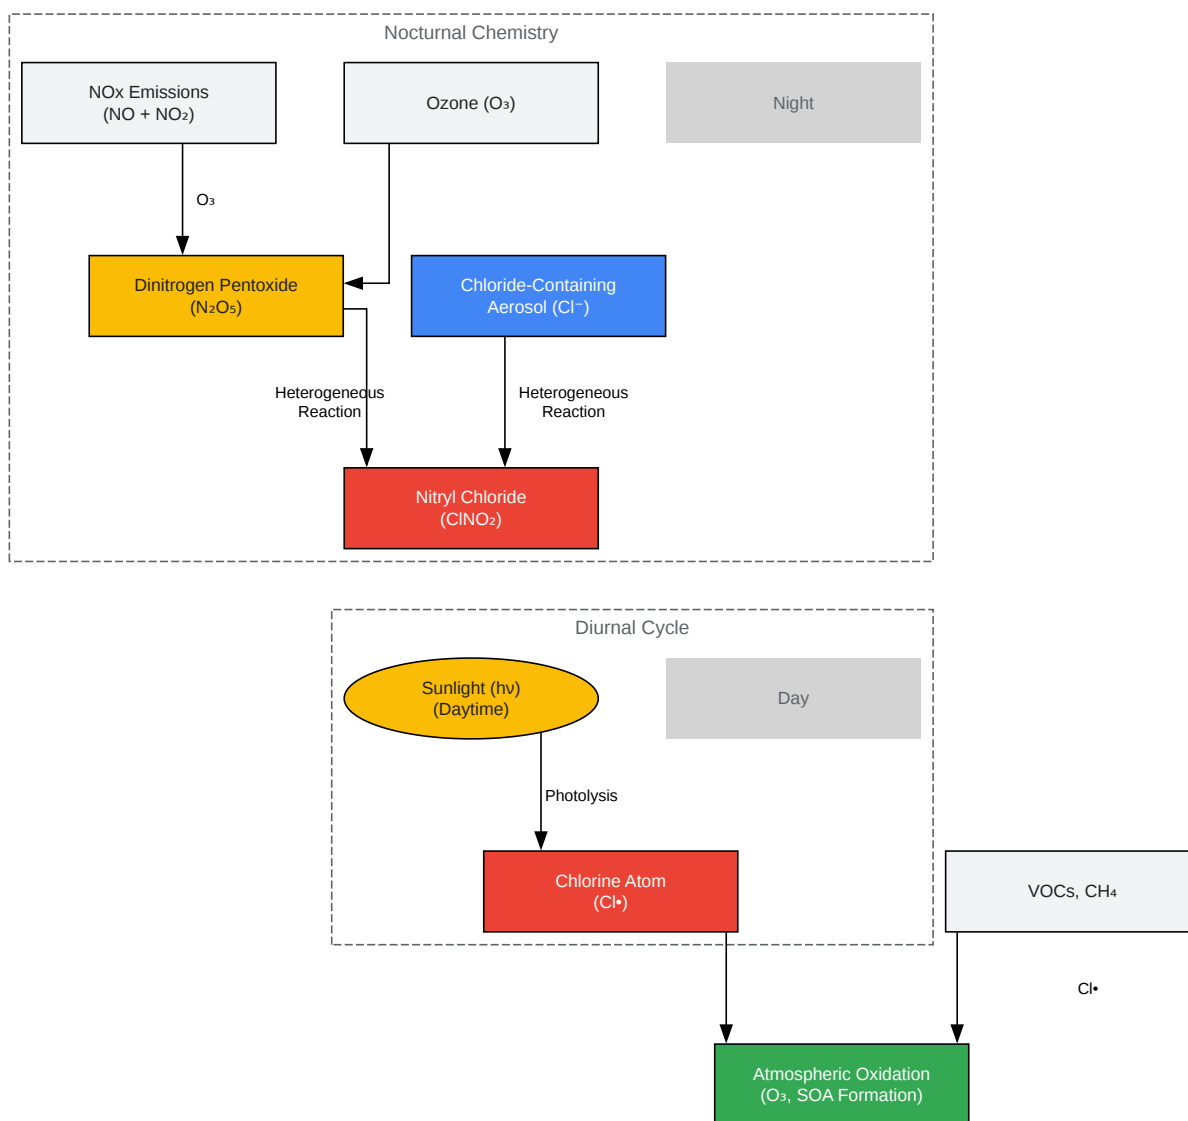 Nocturnal Chemistry
NOx Emissions
(NO + NO₂)
Ozone (O₃)
Night
O₃
Dinitrogen Pentoxide
(N₂O₅)
Chloride-Containing
Aerosol (Cl⁻)
Heterogeneous
Reaction
Heterogeneous
Reaction
Nitryl Chloride
(ClNO₂)
Diurnal Cycle
Sunlight (hν)
(Daytime)
Day
Photolysis
Chlorine Atom
(Cl•)
VOCs, CH₄
Cl•
Atmospheric Oxidation
(O₃, SOA Formation)